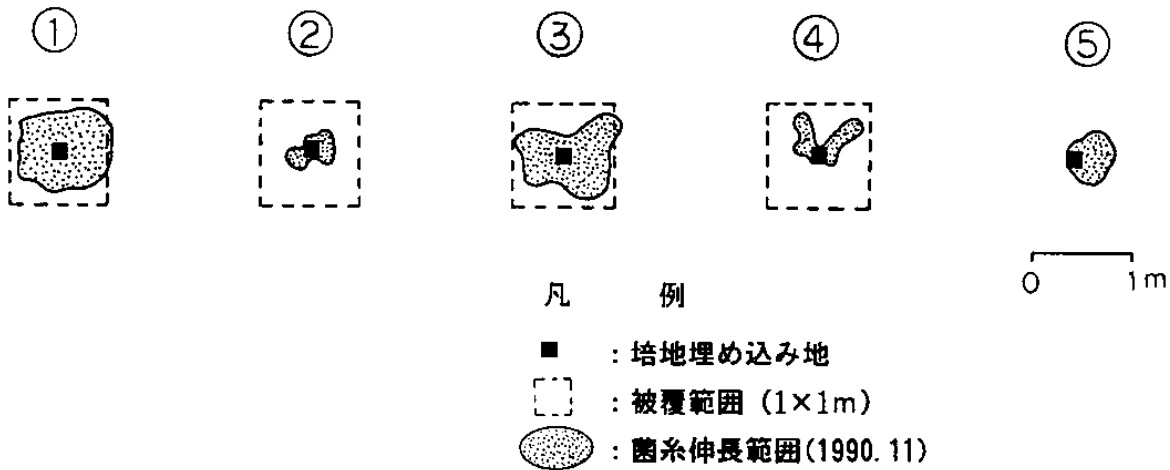 ① ② ③ ④ ⑤
0 1m
凡 例
■ : 培地埋め込み地
: 被覆範囲 (1×1m)
: 菌糸伸長範囲(1990.11)